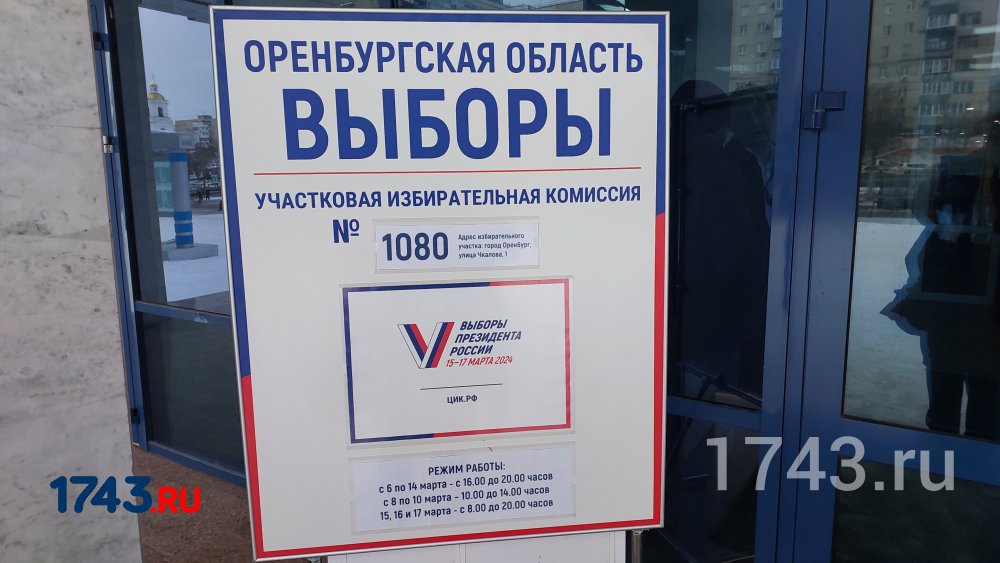 ОРЕНБУРГСКАЯ ОБЛАСТЬ
ВЫБОРЫ
УЧАСТКОВАЯ ИЗБИРАТЕЛЬНАЯ КОМИССИЯ
№ 1080
Адрес избирательного
участка: город Оренбург,
улица Чкалова, 1
ВЫБОРЫ
ПРЕЗИДЕНТА
РОССИИ
15–17 МАРТА 2024
ЦИК.РФ
РЕЖИМ РАБОТЫ:
с 6 по 14 марта - с 16.00 до 20.00 часов
с 8 по 10 марта - 10.00 до 14.00 часов
15, 16 и 17 марта - с 8.00 до 20.00 часов
1743.RU
1743.ru